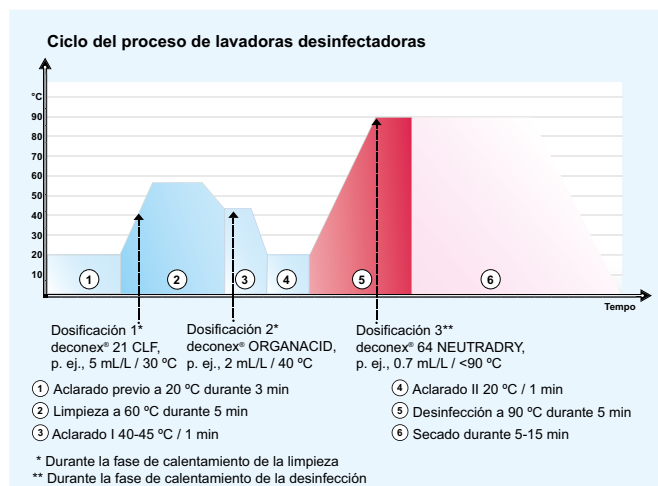 Ciclo del proceso de lavadoras desinfectadoras
°C
90
80
70
60
50
40
30
20
10
1
2
3
4
5
6
Tempo
Dosificación 1*
deconex® 21 CLF,
p. ej., 5 mL/L / 30 ºC
Dosificación 2*
deconex® ORGANACID,
p. ej., 2 mL/L / 40 ºC
Dosificación 3**
deconex® 64 NEUTRADRY,
p. ej., 0.7 mL/L / <90 ºC
1 Aclarado previo a 20 ºC durante 3 min
2 Limpieza a 60 ºC durante 5 min
3 Aclarado I 40-45 ºC / 1 min
4 Aclarado II 20 ºC / 1 min
5 Desinfección a 90 ºC durante 5 min
6 Secado durante 5-15 min
* Durante la fase de calentamiento de la limpieza
** Durante la fase de calentamiento de la desinfección